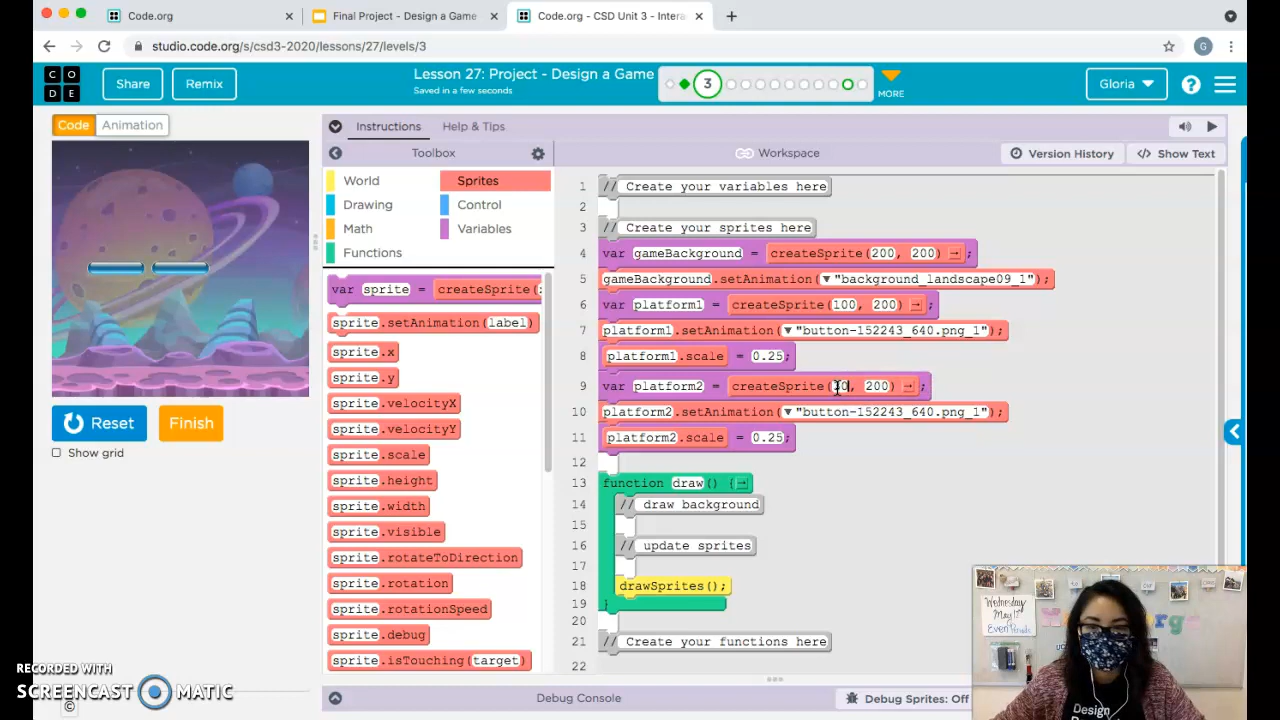 Code.org
Final Project - Design a Game
Code.org - CSD Unit 3 - Intera
studio.code.org/s/csd3-2020/lessons/27/levels/3
G
CO
DE
Share
Remix
Lesson 27: Project - Design a Game
Saved in a few seconds
3
MORE
Gloria
?
Code
Animation
Instructions
Help & Tips
Toolbox
Workspace
Version History
</> Show Text
World
Sprites
Drawing
Control
Math
Variables
Functions
var sprite = createSprite(
sprite.setAnimation(label)
sprite.x
sprite.y
sprite.velocityX
sprite.velocityY
sprite.scale
sprite.height
sprite.width
sprite.visible
sprite.rotateToDirection
sprite.rotation
sprite.rotationSpeed
sprite.debug
sprite.isTouching(target)
1 // Create your variables here
2
3 // Create your sprites here
4 var gameBackground = createSprite(200, 200);
5 gameBackground.setAnimation("background_landscape09_1");
6 var platform1 = createSprite(100, 200);
7 platform1.setAnimation("button-152243_640.png_1");
8 platform1.scale = 0.25;
9 var platform2 = createSprite( 0, 200);
10 platform2.setAnimation("button-152243_640.png_1");
11 platform2.scale = 0.25;
12
13 function draw() {
14 // draw background
15
16 // update sprites
17
18 drawSprites();
19 }
20
21 // Create your functions here
22
Reset
Finish
Show grid
Debug Console
Debug Sprites: Off
Wednesday
May
Even Periods
Design
RECORDED WITH
SCREENCAST MATIC
©